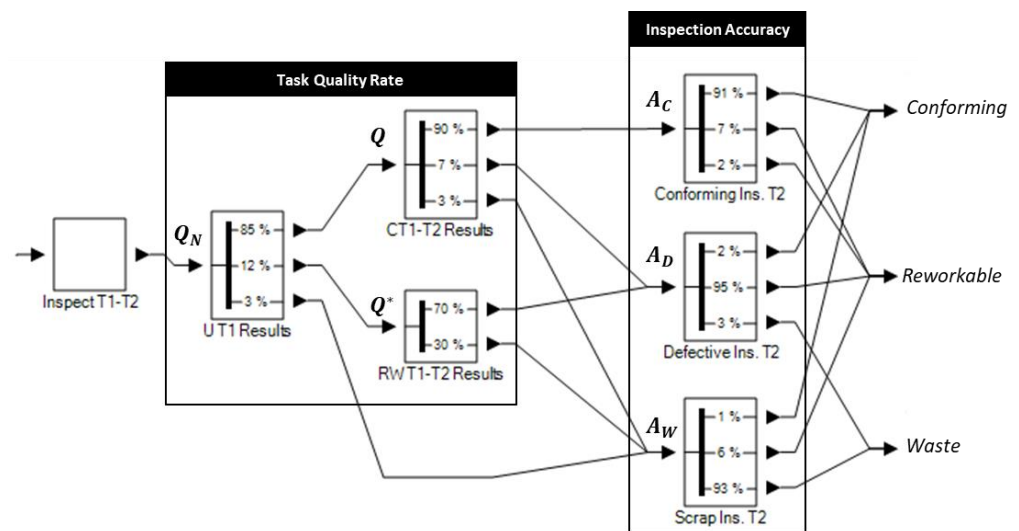 Inspection Accuracy
Task Quality Rate
A_C
91 %
7 %
2 %
Conforming Ins. T2
Conforming
Q
90 %
7 %
3 %
CT1-T2 Results
Q_N
85 %
12 %
3 %
U T1 Results
Inspect T1-T2
A_D
2 %
95 %
3 %
Defective Ins. T2
Reworkable
Q*
70 %
30 %
RW T1-T2 Results
A_W
1 %
6 %
93 %
Scrap Ins. T2
Waste